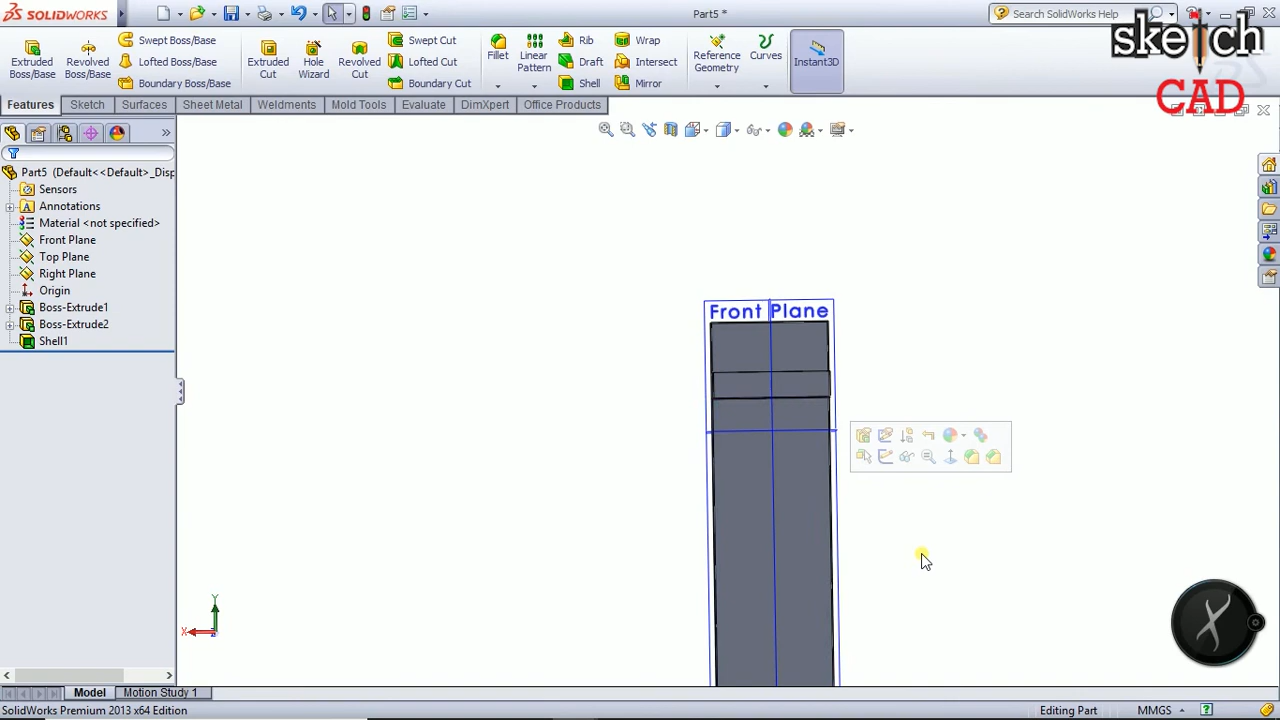 SOLIDWORKS
Part5 *
Search SolidWorks Help
sketch
CAD
Extruded Boss/Base
Revolved Boss/Base
Swept Boss/Base
Lofted Boss/Base
Boundary Boss/Base
Extruded Cut
Hole Wizard
Revolved Cut
Swept Cut
Lofted Cut
Boundary Cut
Fillet
Linear Pattern
Rib
Draft
Shell
Wrap
Intersect
Mirror
Reference Geometry
Curves
Instant3D
Features
Sketch
Surfaces
Sheet Metal
Weldments
Mold Tools
Evaluate
DimXpert
Office Products
Part5 (Default<<Default>_Disp
Sensors
Annotations
Material <not specified>
Front Plane
Top Plane
Right Plane
Origin
Boss-Extrude1
Boss-Extrude2
Shell1
Front Plane
Y
X
Model
Motion Study 1
SolidWorks Premium 2013 x64 Edition
Editing Part
MMGS